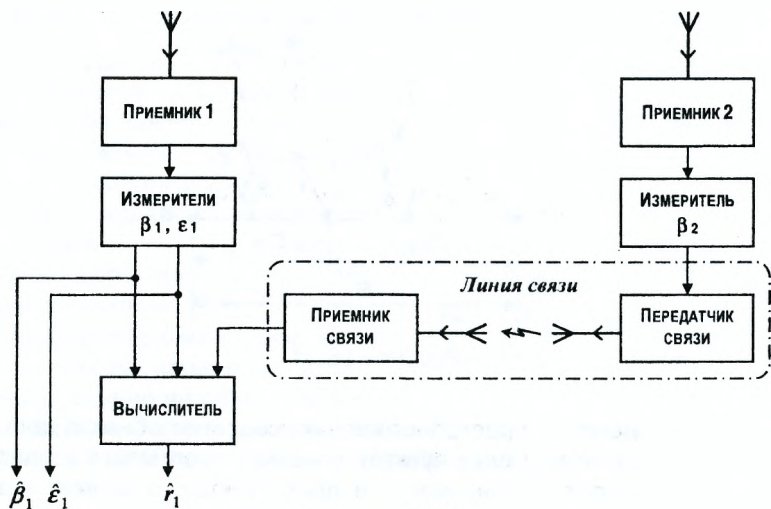 ПРИЕМНИК 1
ПРИЕМНИК 2
ИЗМЕРИТЕЛИ
β1, ε1
ИЗМЕРИТЕЛЬ
β2
Линия связи
ПРИЕМНИК
СВЯЗИ
ПЕРЕДАТЧИК
СВЯЗИ
ВЫЧИСЛИТЕЛЬ
β̂1 ε̂1 r̂1